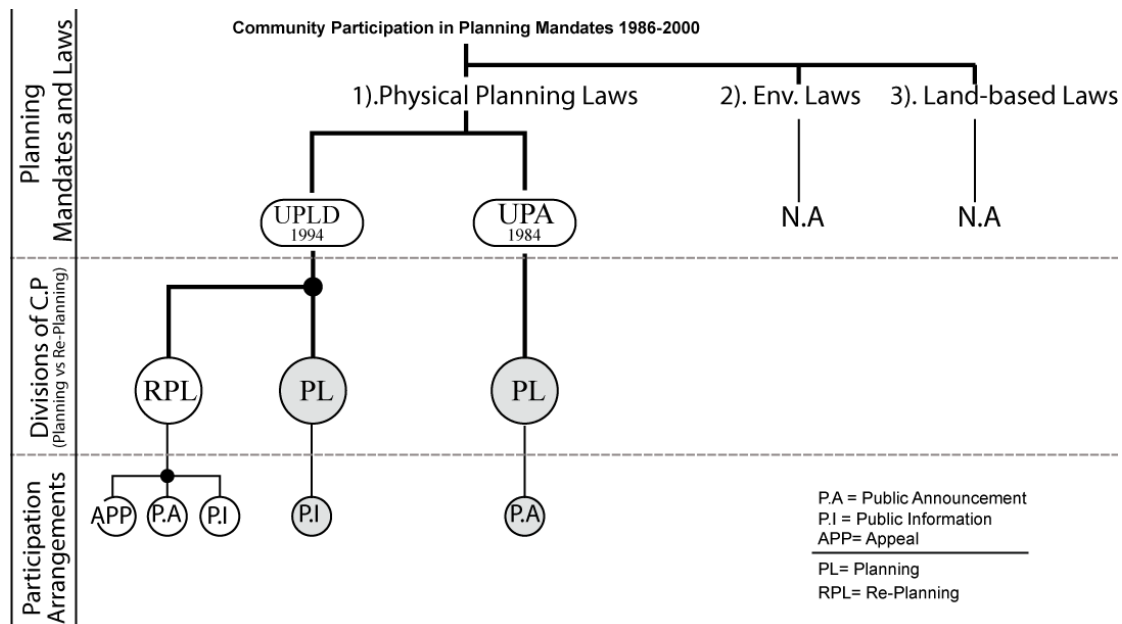 Community Participation in Planning Mandates 1986-2000
Planning
Mandates and Laws
1).Physical Planning Laws
2). Env. Laws
3). Land-based Laws
UPLD
1994
UPA
1984
N.A
N.A
Divisions of C.P
(Planning vs Re-Planning)
RPL
PL
PL
Participation
Arrangements
APP
P.A
P.I
P.I
P.A
P.A = Public Announcement
P.I = Public Information
APP= Appeal
PL= Planning
RPL= Re-Planning